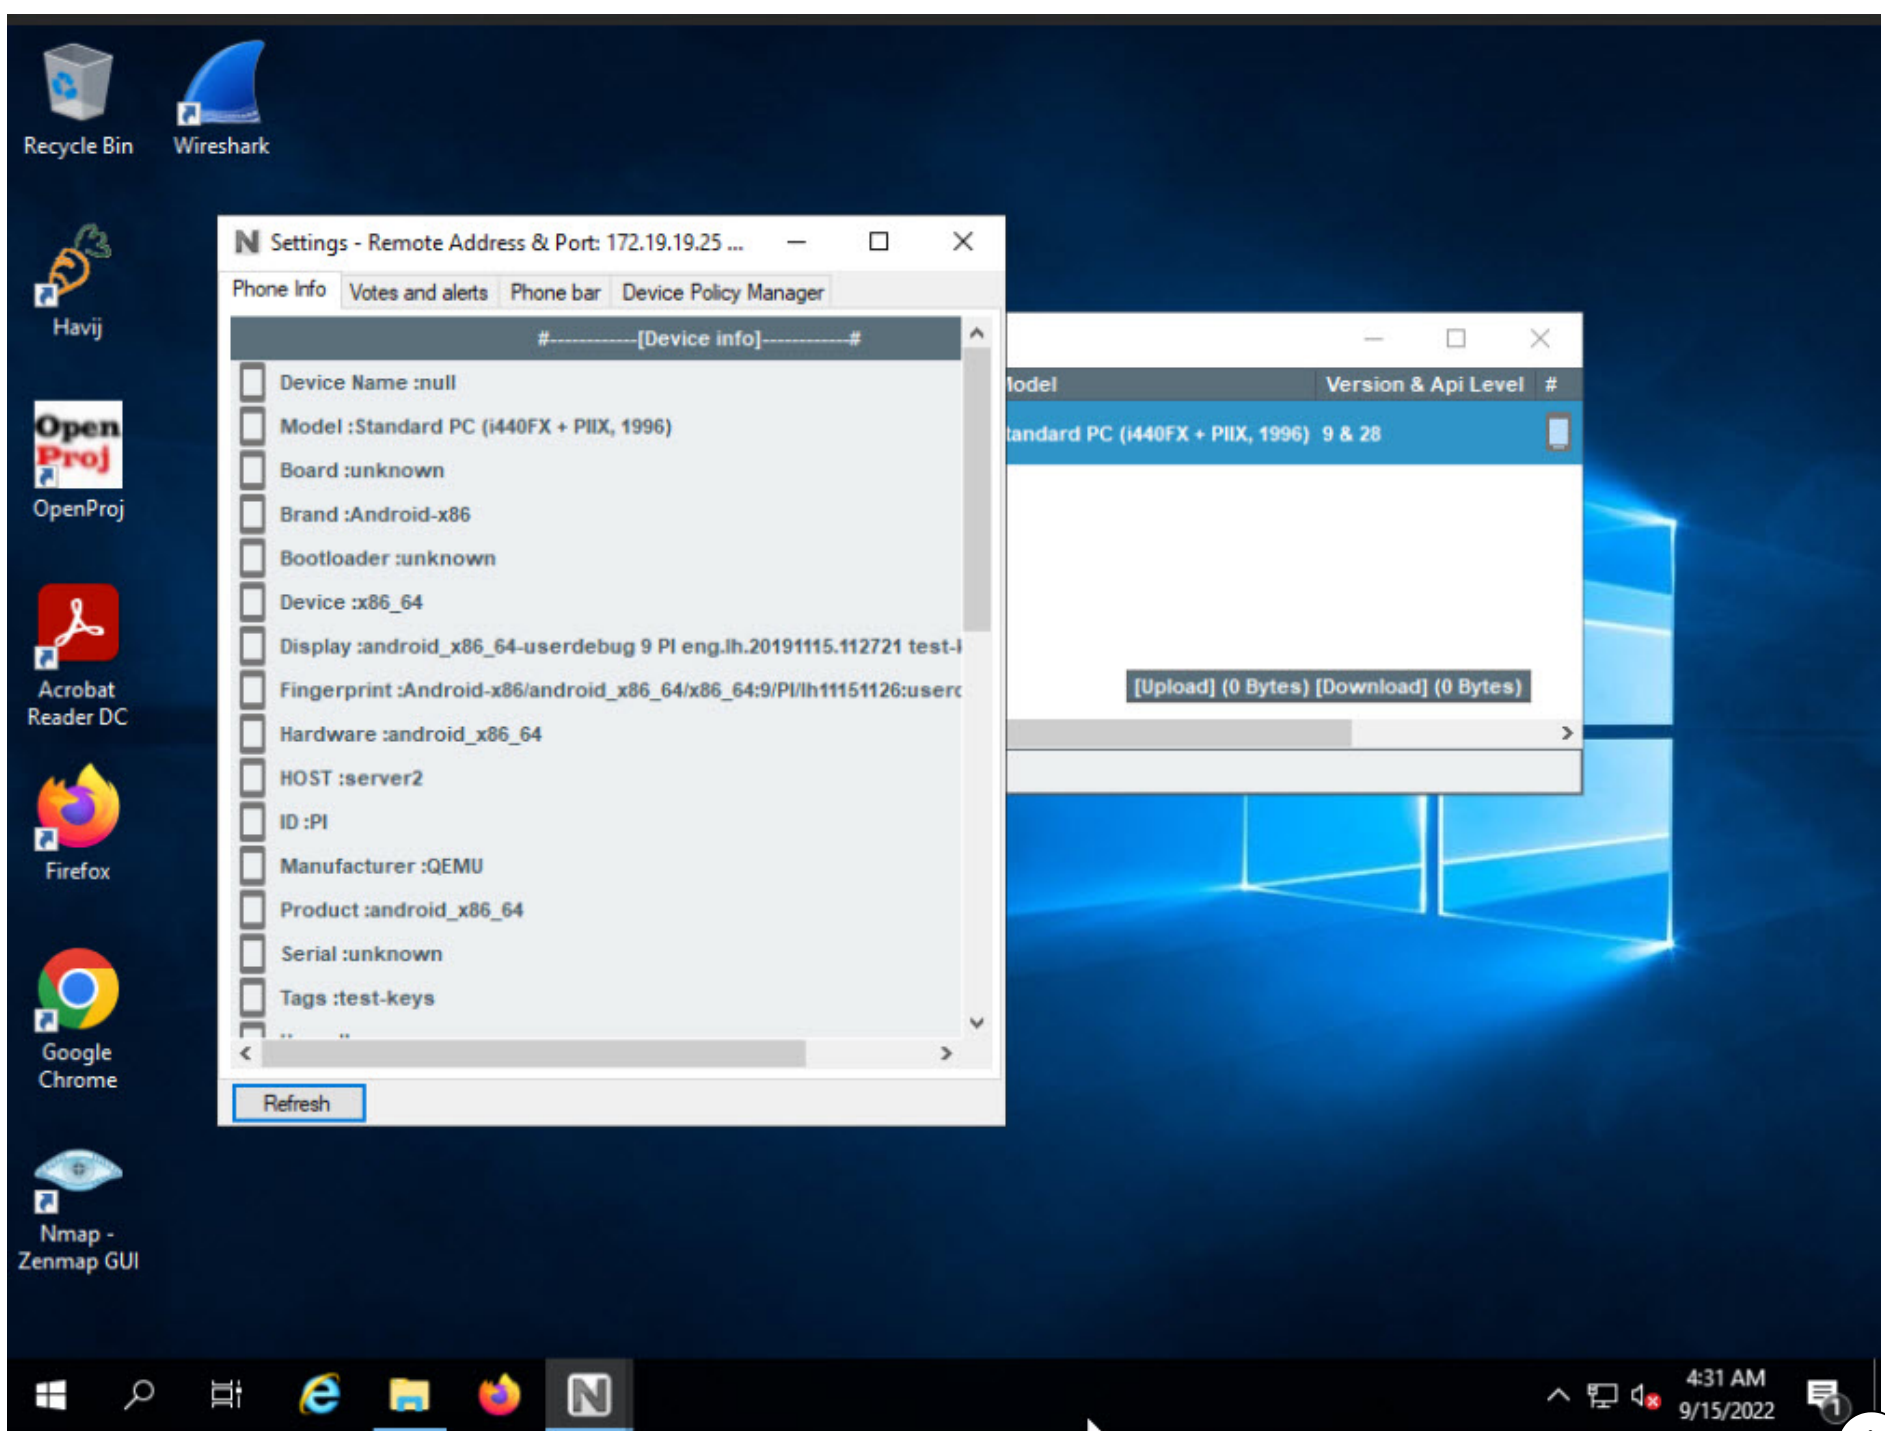 Recycle Bin
Wireshark
Havij
Open
Proj
OpenProj
Acrobat
Reader DC
Firefox
Google
Chrome
Nmap -
Zenmap GUI
N Settings - Remote Address & Port: 172.19.19.25 ...
Phone Info Votes and alerts Phone bar Device Policy Manager
#------------[Device info]------------#
Device Name :null
Model :Standard PC (i440FX + PIIX, 1996)
Board :unknown
Brand :Android-x86
Bootloader :unknown
Device :x86_64
Display :android_x86_64-userdebug 9 PI eng.lh.20191115.112721 test-
Fingerprint :Android-x86/android_x86_64/x86_64:9/PI/lh11151126:user
Hardware :android_x86_64
HOST :server2
ID :PI
Manufacturer :QEMU
Product :android_x86_64
Serial :unknown
Tags :test-keys
Refresh
Model Version & Api Level #
tandard PC (i440FX + PIIX, 1996) 9 & 28
[Upload] (0 Bytes) [Download] (0 Bytes)
N
4:31 AM
9/15/2022
1